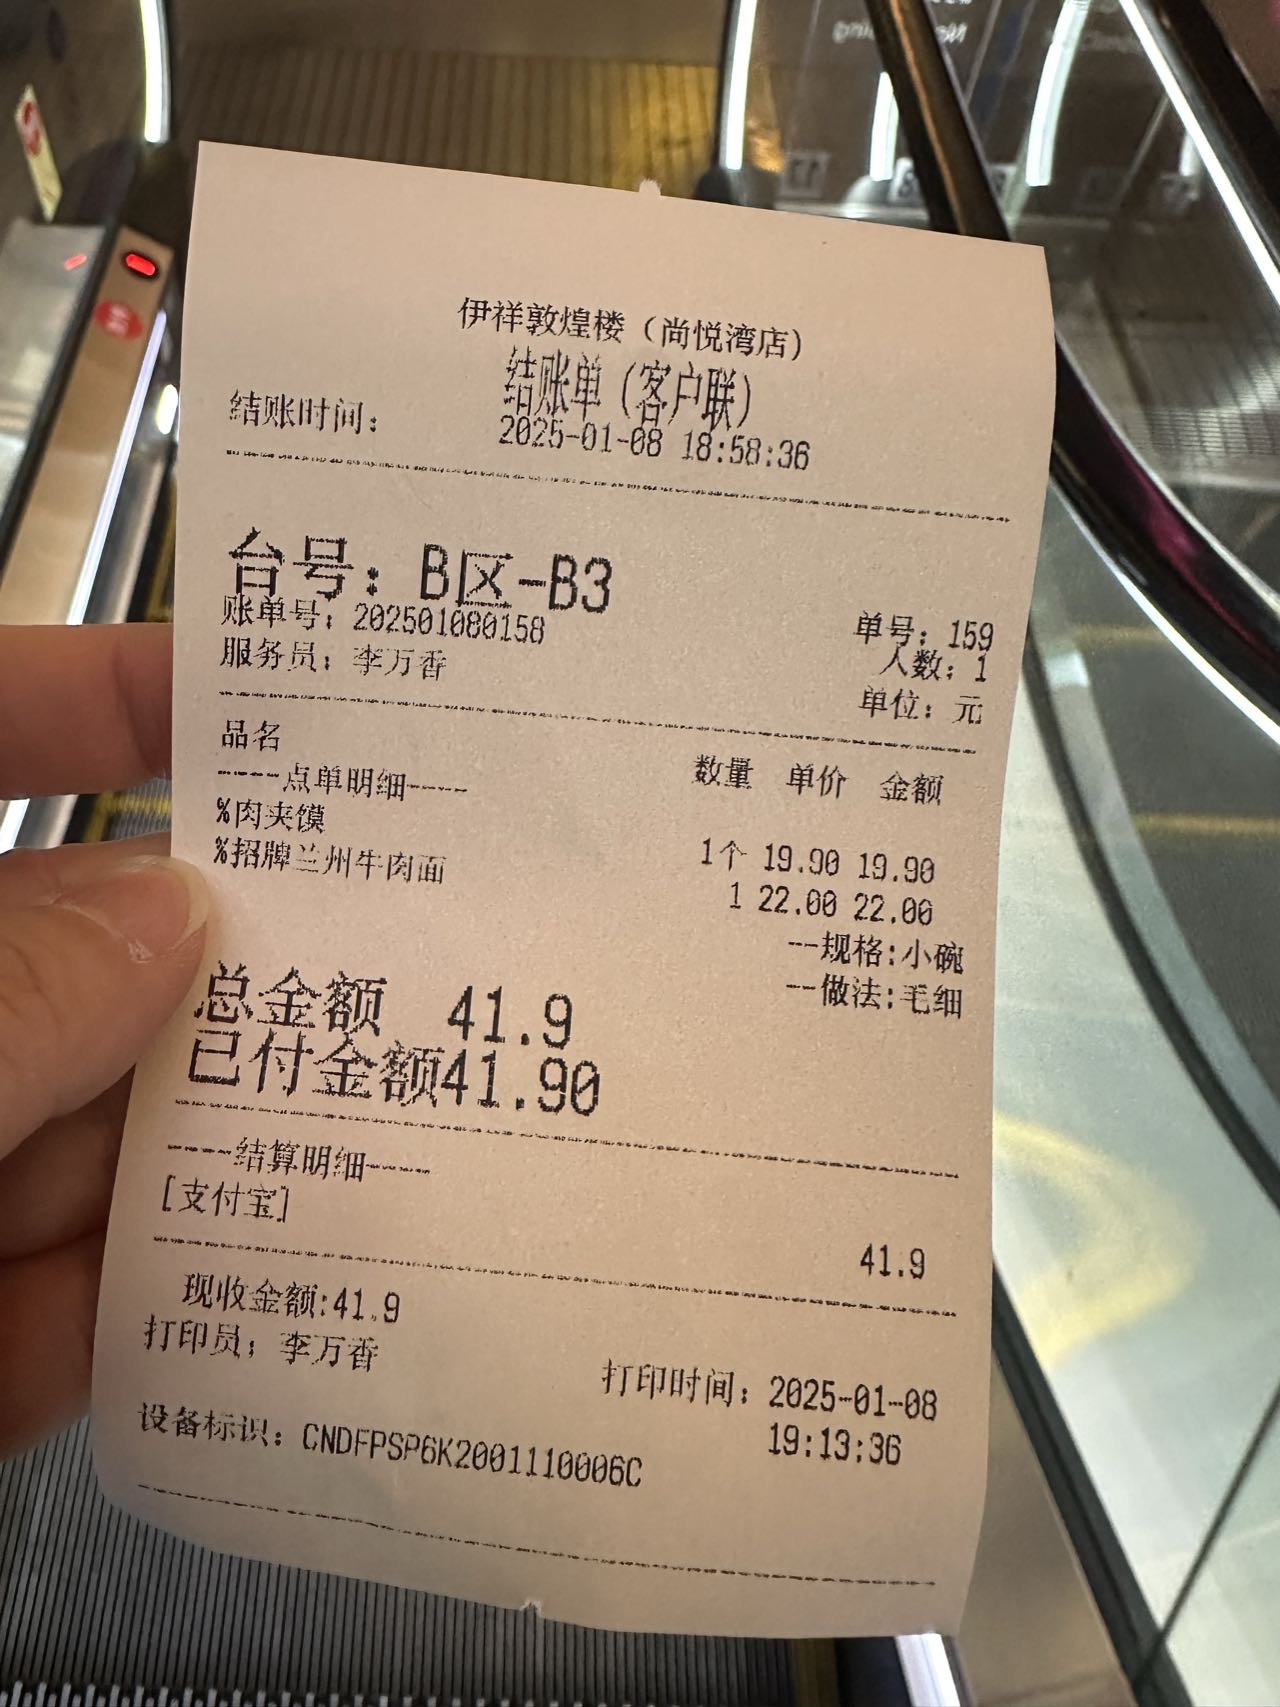 伊祥敦煌楼（尚悦湾店）
结账单（客户联）
结账时间： 2025-01-08 18:58:36
台号：B区-B3
账单号：202501080158 单号：159
服务员：李万香 人数：1
单位：元
品名 数量 单价 金额
----点单明细----
%肉夹馍 1个 19.90 19.90
%招牌兰州牛肉面 1 22.00 22.00
--规格:小碗
--做法:毛细
总金额 41.9
已付金额41.90
----结算明细----
[支付宝] 41.9
现收金额:41.9
打印员：李万香 打印时间：2025-01-08
19:13:36
设备标识：CNDFPSP6K2001110006C